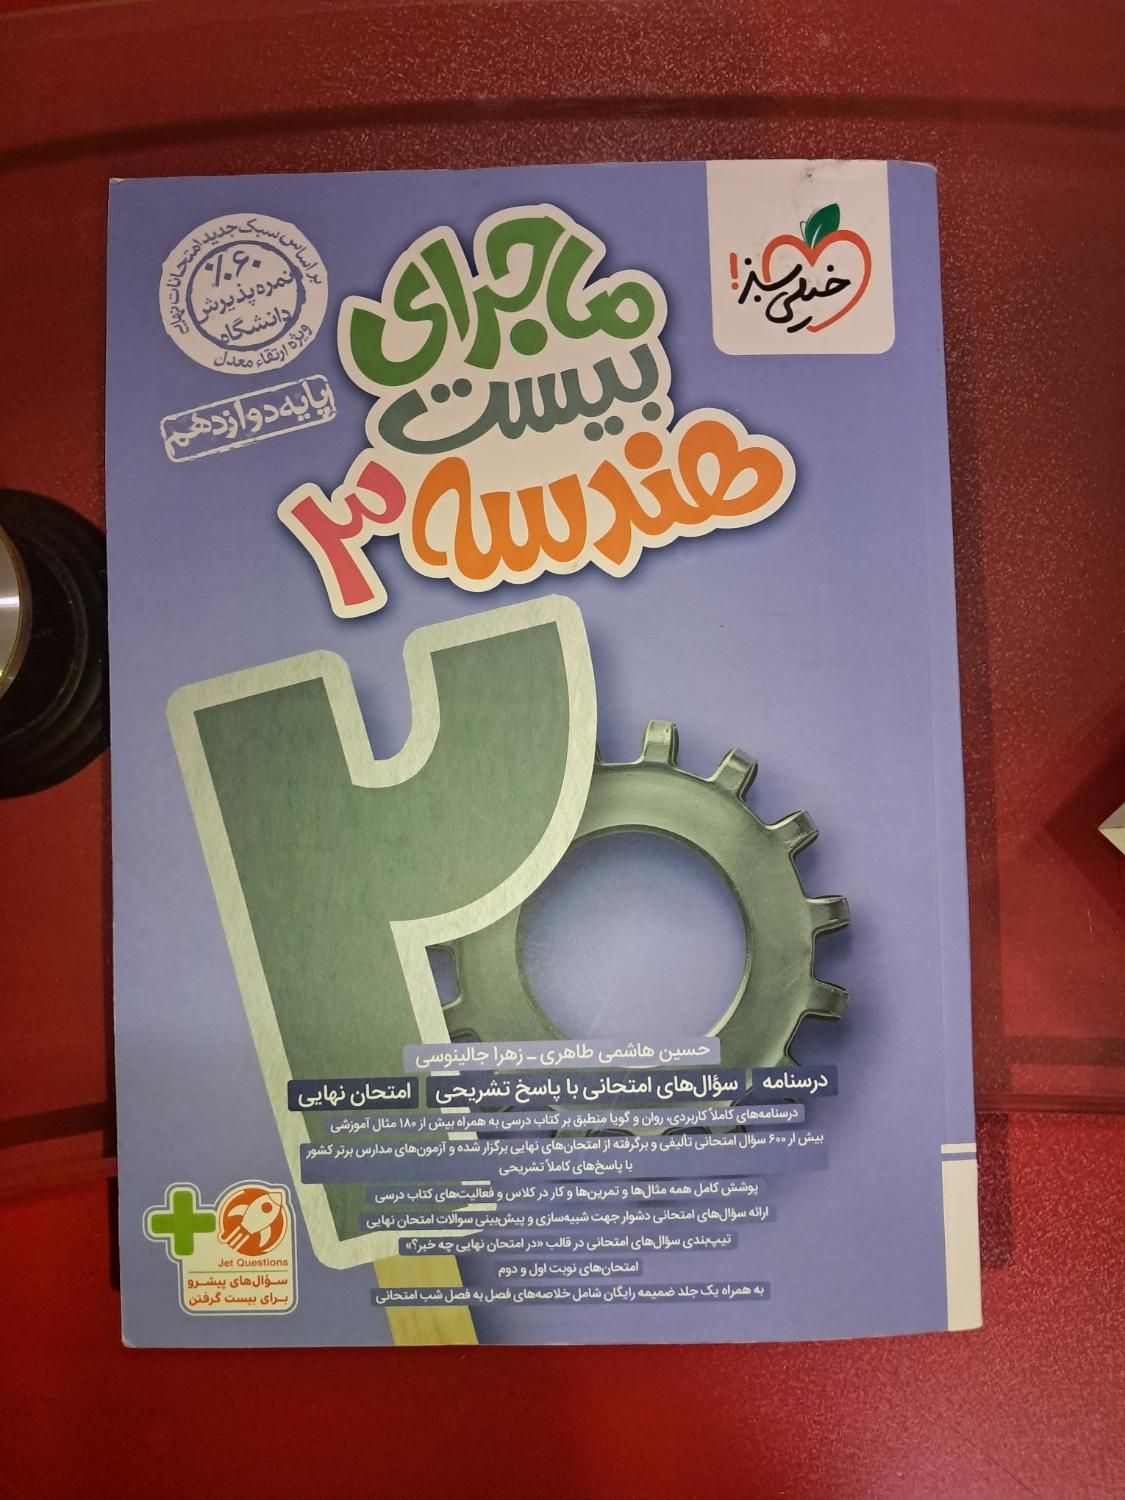 خیلی سبز!
ماجرای
بیست
هندسه ۳
بر اساس سبک جدید امتحانات نهایی
۶۰٪
نمره پذیرش
دانشگاه
ویژه ارتقاء معدل
پایه دوازدهم
۲۰
حسین هاشمی طاهری - زهرا جالینوسی
درسنامه سؤال‌های امتحانی با پاسخ تشریحی امتحان نهایی
درسنامه‌های کاملاً کاربردی، روان و گویا منطبق بر کتاب درسی به همراه بیش از ۱۸۰ مثال آموزشی
بیش از ۶۰۰ سؤال امتحانی تألیفی و برگرفته از امتحان‌های نهایی برگزار شده و آزمون‌های مدارس برتر کشور
با پاسخ‌های کاملاً تشریحی
پوشش کامل همه مثال‌ها و تمرین‌ها و کار در کلاس و فعالیت‌های کتاب درسی
ارائه سؤال‌های امتحانی دشوار جهت شبیه‌سازی و پیش‌بینی سوالات امتحان نهایی
تیپ‌بندی سؤال‌های امتحانی در قالب «در امتحان نهایی چه خبر؟»
امتحان‌های نوبت اول و دوم
به همراه یک جلد ضمیمه رایگان شامل خلاصه‌های فصل به فصل شب امتحانی
Jet Questions
سؤال‌های پیشرو
برای بیست گرفتن